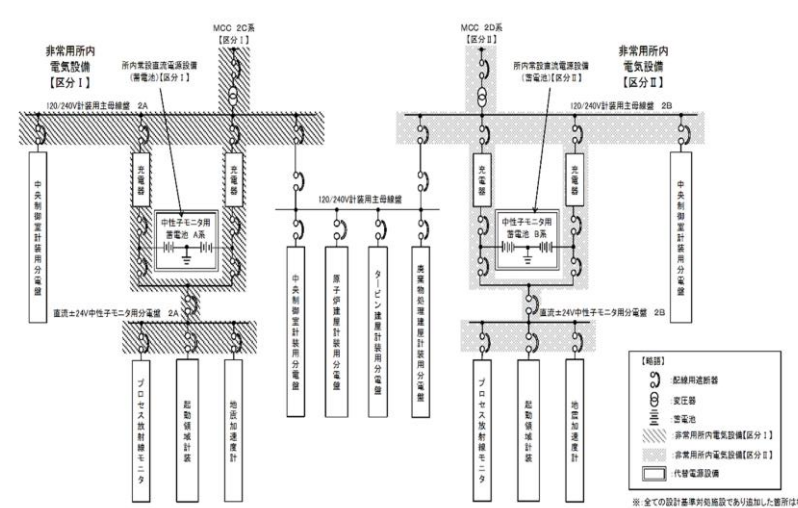 MCC 2C系
【区分Ⅰ】
MCC 2D系
【区分Ⅱ】
非常用所内
電気設備
【区分Ⅰ】
所内常設直流電源設備
(蓄電池)【区分Ⅰ】
所内常設直流電源設備
(蓄電池)【区分Ⅱ】
非常用所内
電気設備
【区分Ⅱ】
120/240V計装用主母線盤 2A
120/240V計装用主母線盤 2B
中央制御室計装用分電盤
充電器
充電器
充電器
充電器
中央制御室計装用分電盤
120/240V計装用主母線盤
中性子モニタ用
蓄電池 A系
中性子モニタ用
蓄電池 B系
中央制御室計装用分電盤
原子炉建屋計装用分電盤
タービン建屋計装用分電盤
廃棄物処理建屋計装用分電盤
直流±24V中性子モニタ用分電盤 2A
直流±24V中性子モニタ用分電盤 2B
プロセス放射線モニタ
起動領域計装
地震加速度計
プロセス放射線モニタ
起動領域計装
地震加速度計
【略語】
:配線用遮断器
:変圧器
:蓄電池
:非常用所内電気設備【区分Ⅰ】
:非常用所内電気設備【区分Ⅱ】
:代替電源設備
※:全ての設計基準対処施設であり追加した箇所は